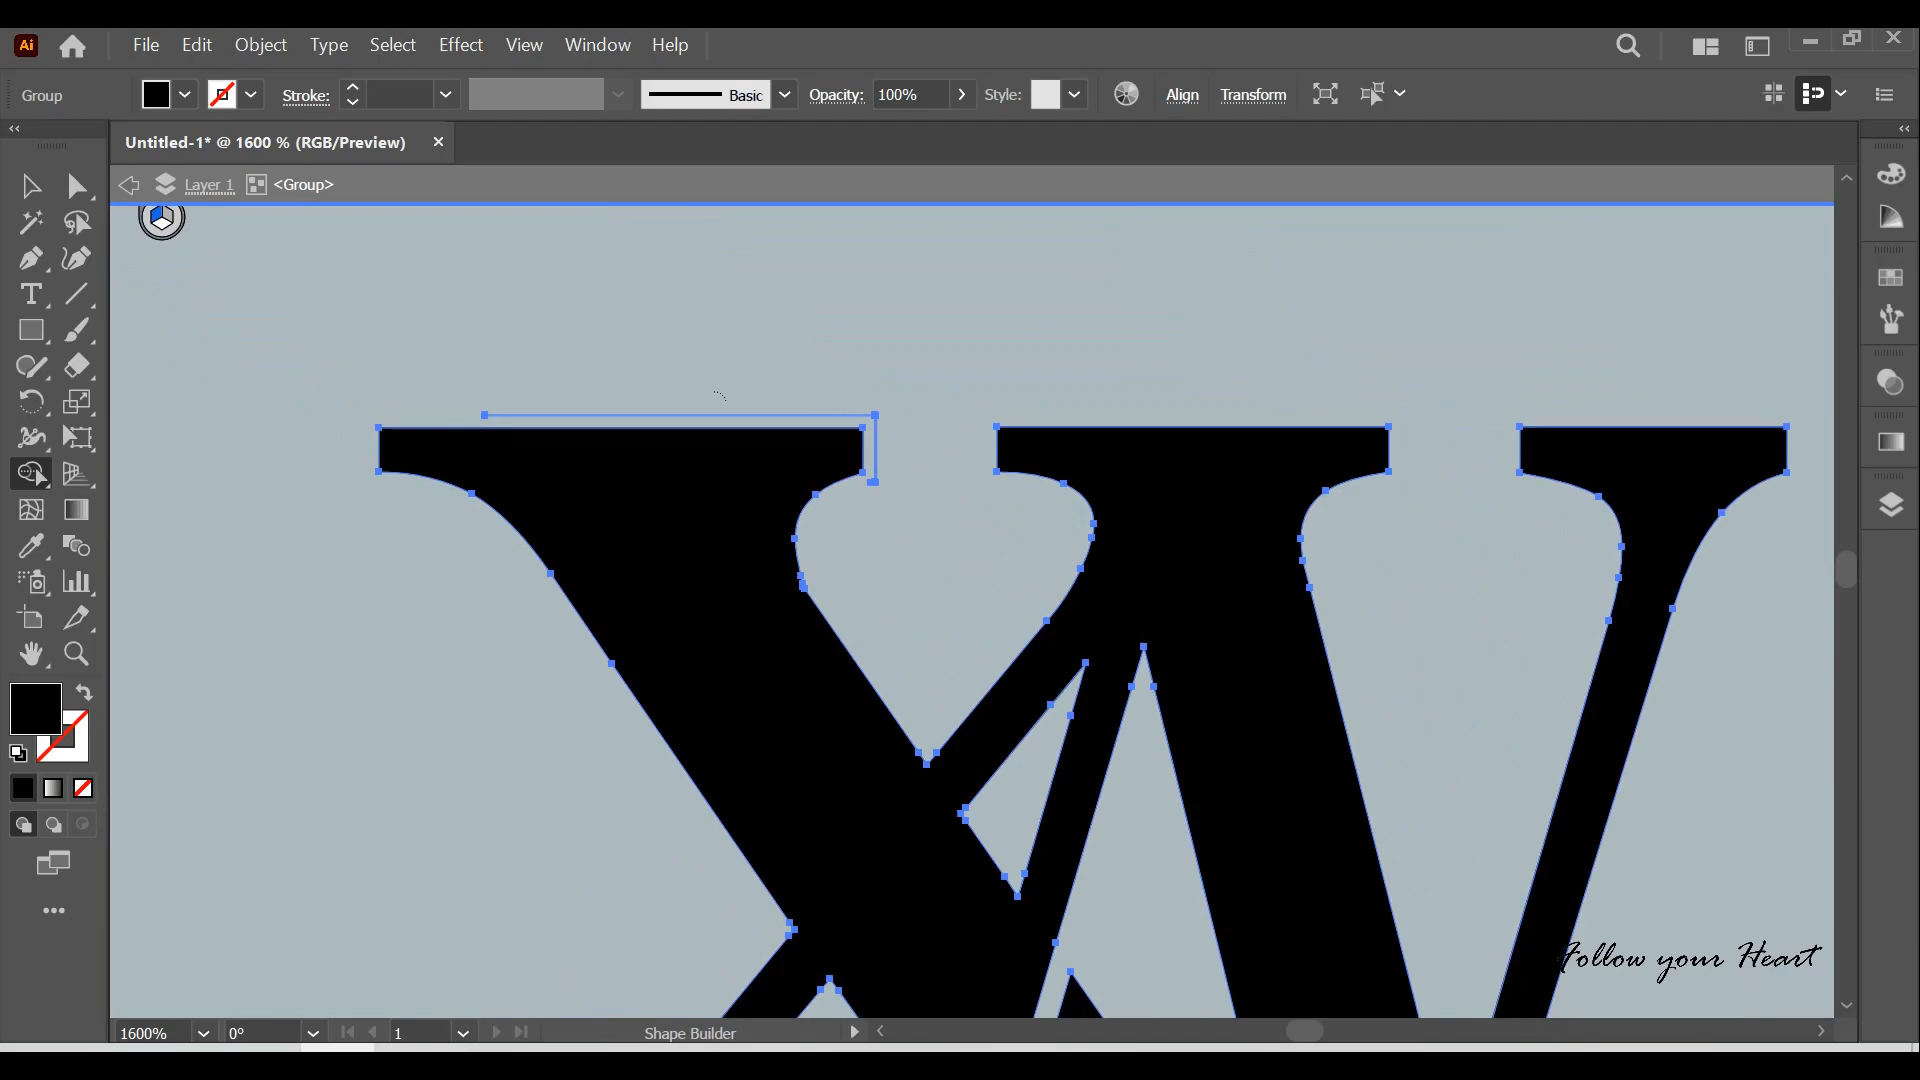 Ai File Edit Object Type Select Effect View Window Help
Group Stroke: Basic Opacity: 100% Style: Align Transform
Untitled-1* @ 1600 % (RGB/Preview)
Layer 1 <Group>
Follow your Heart
1600% 0° 1 Shape Builder